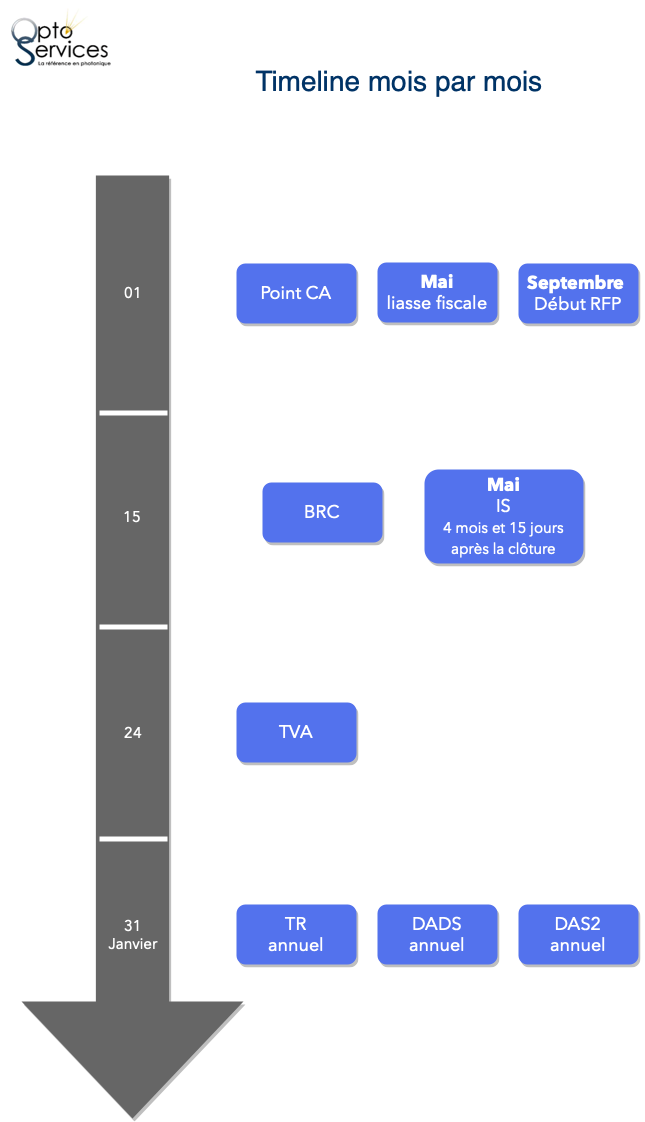 Opto
Services
La référence en photonique
Timeline mois par mois
01
Point CA
Mai
liasse fiscale
Septembre
Début RFP
15
BRC
Mai
IS
4 mois et 15 jours
après la clôture
24
TVA
31
Janvier
TR
annuel
DADS
annuel
DAS2
annuel